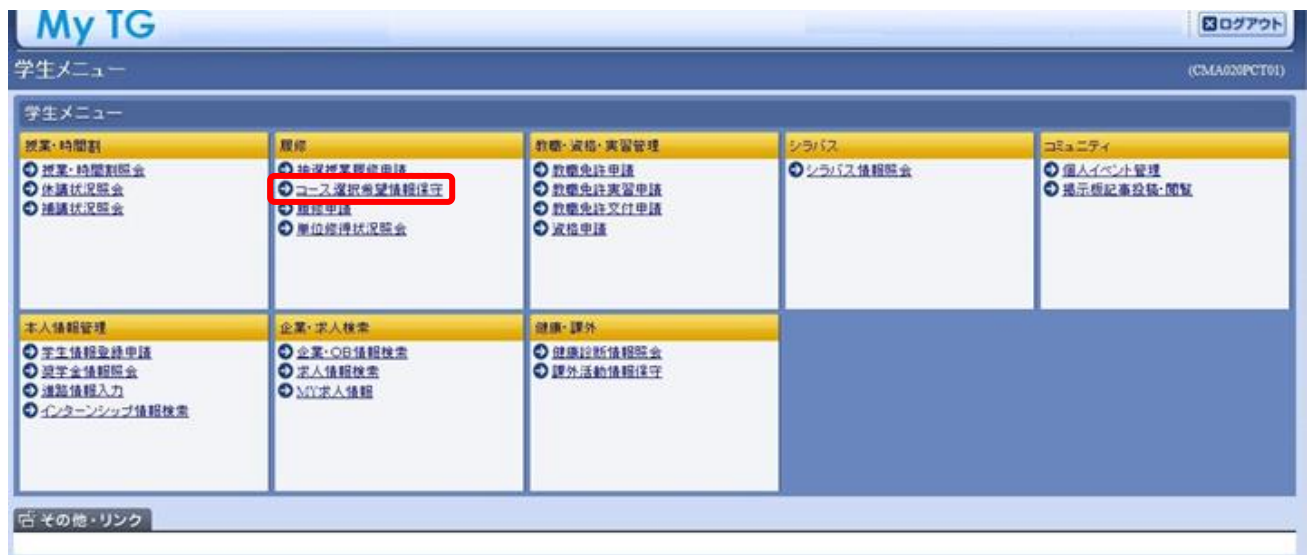 My TG
ログアウト
学生メニュー
(CMA020PCT01)
学生メニュー
授業・時間割
授業・時間割照会
休講状況照会
補講状況照会
履修
抽選授業履修申請
コース選択希望情報保守
履修申請
単位修得状況照会
教職・資格・実習管理
教職免許申請
教職免許実習申請
教職免許交付申請
資格申請
シラバス
シラバス情報照会
コミュニティ
個人イベント管理
掲示板記事投稿・閲覧
本人情報管理
学生情報登録申請
奨学金情報照会
進路情報入力
インターンシップ情報検索
企業・求人検索
企業・OB情報検索
求人情報検索
MY求人情報
健康・課外
健康診断情報照会
課外活動情報保守
その他・リンク